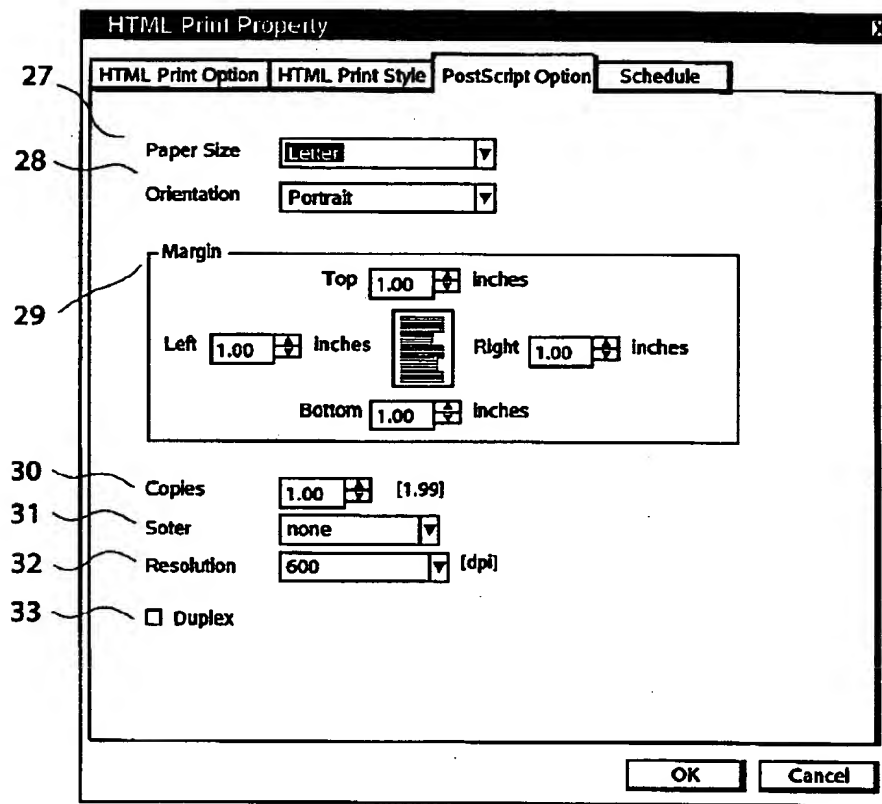 HTML Print Property
HTML Print Option HTML Print Style PostScript Option Schedule
27
Paper Size Letter
28
Orientation Portrait
Margin
29
Top 1.00 inches
Left 1.00 inches Right 1.00 inches
Bottom 1.00 inches
30
Copies 1.00 [1.99]
31
Soter none
32
Resolution 600 [dpi]
33
Duplex
OK Cancel